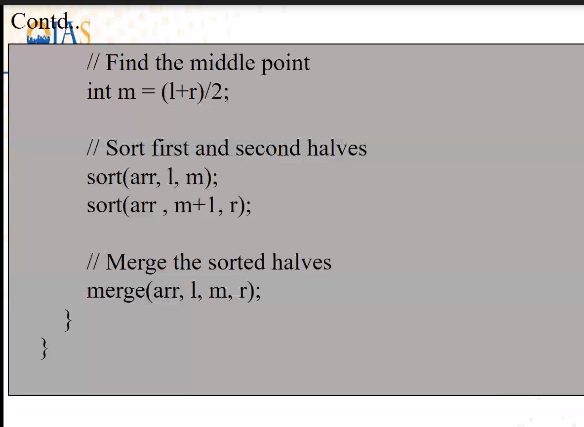 Contd..
IAS
// Find the middle point
int m = (l+r)/2;
// Sort first and second halves
sort(arr, l, m);
sort(arr , m+1, r);
// Merge the sorted halves
merge(arr, l, m, r);
}
}